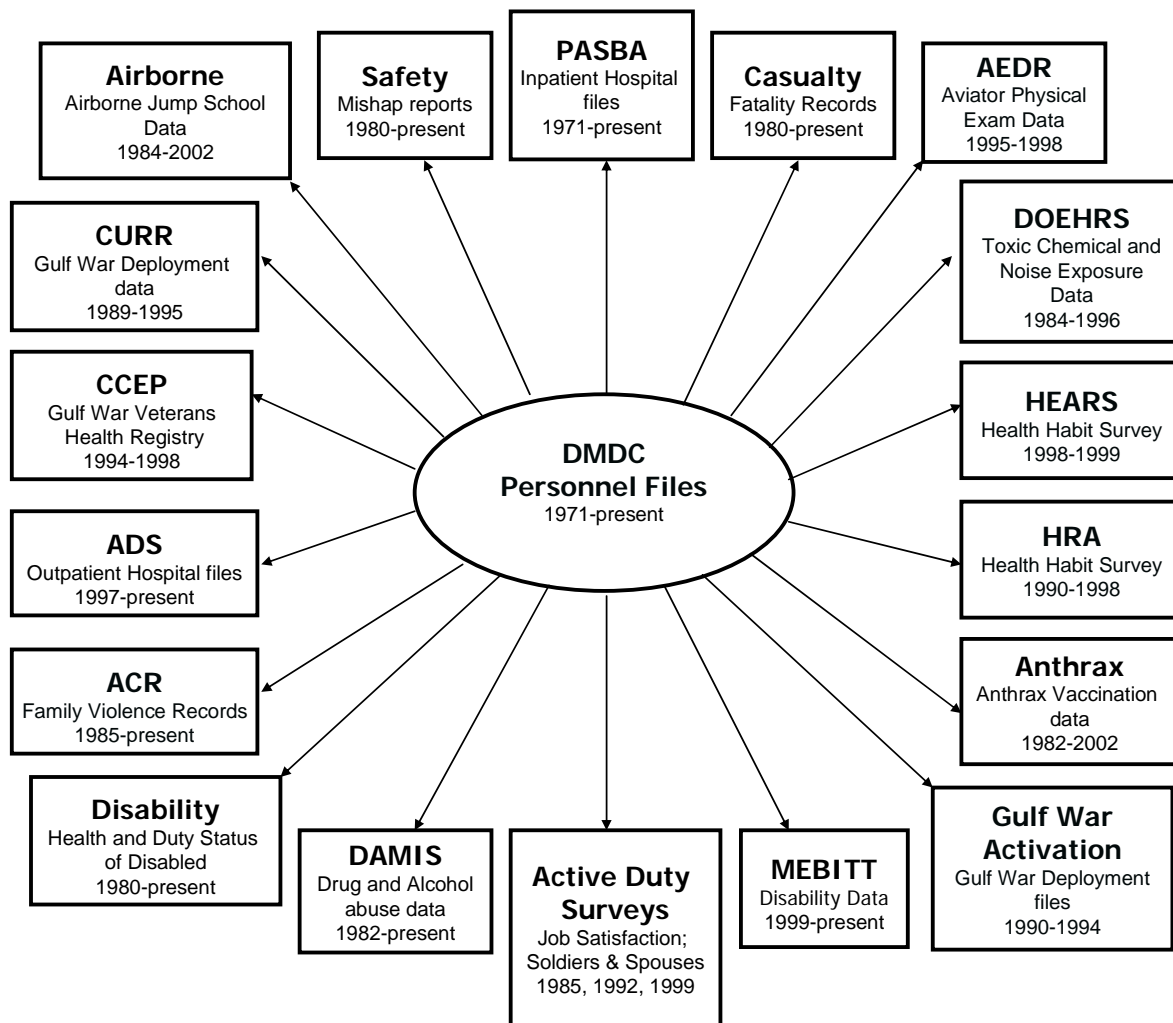 Airborne
Airborne Jump School
Data
1984-2002
Safety
Mishap reports
1980-present
PASBA
Inpatient Hospital
files
1971-present
Casualty
Fatality Records
1980-present
AEDR
Aviator Physical
Exam Data
1995-1998
CURR
Gulf War Deployment
data
1989-1995
DOEHRS
Toxic Chemical and
Noise Exposure
Data
1984-1996
CCEP
Gulf War Veterans
Health Registry
1994-1998
DMDC
Personnel Files
1971-present
HEARS
Health Habit Survey
1998-1999
ADS
Outpatient Hospital files
1997-present
HRA
Health Habit Survey
1990-1998
ACR
Family Violence Records
1985-present
Anthrax
Anthrax Vaccination
data
1982-2002
Disability
Health and Duty Status
of Disabled
1980-present
DAMIS
Drug and Alcohol
abuse data
1982-present
Active Duty
Surveys
Job Satisfaction;
Soldiers & Spouses
1985, 1992, 1999
MEBITT
Disability Data
1999-present
Gulf War
Activation
Gulf War Deployment
files
1990-1994